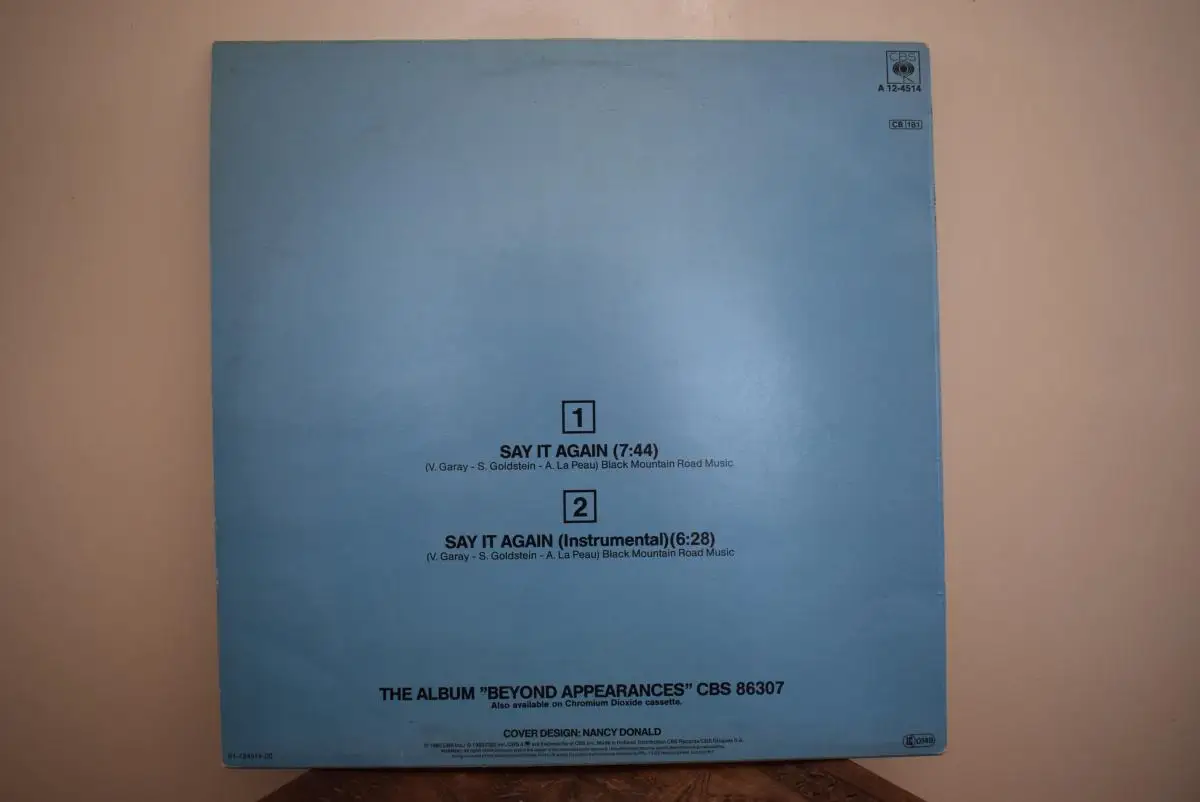 CBS
A 12-4514
CB 181
1
SAY IT AGAIN (7:44)
(V. Garay - S. Goldstein - A. La Peau) Black Mountain Road Music
2
SAY IT AGAIN (Instrumental)(6:28)
(V. Garay - S. Goldstein - A. La Peau) Black Mountain Road Music
THE ALBUM ”BEYOND APPEARANCES” CBS 86307
Also available on Chromium Dioxide cassette.
COVER DESIGN: NANCY DONALD